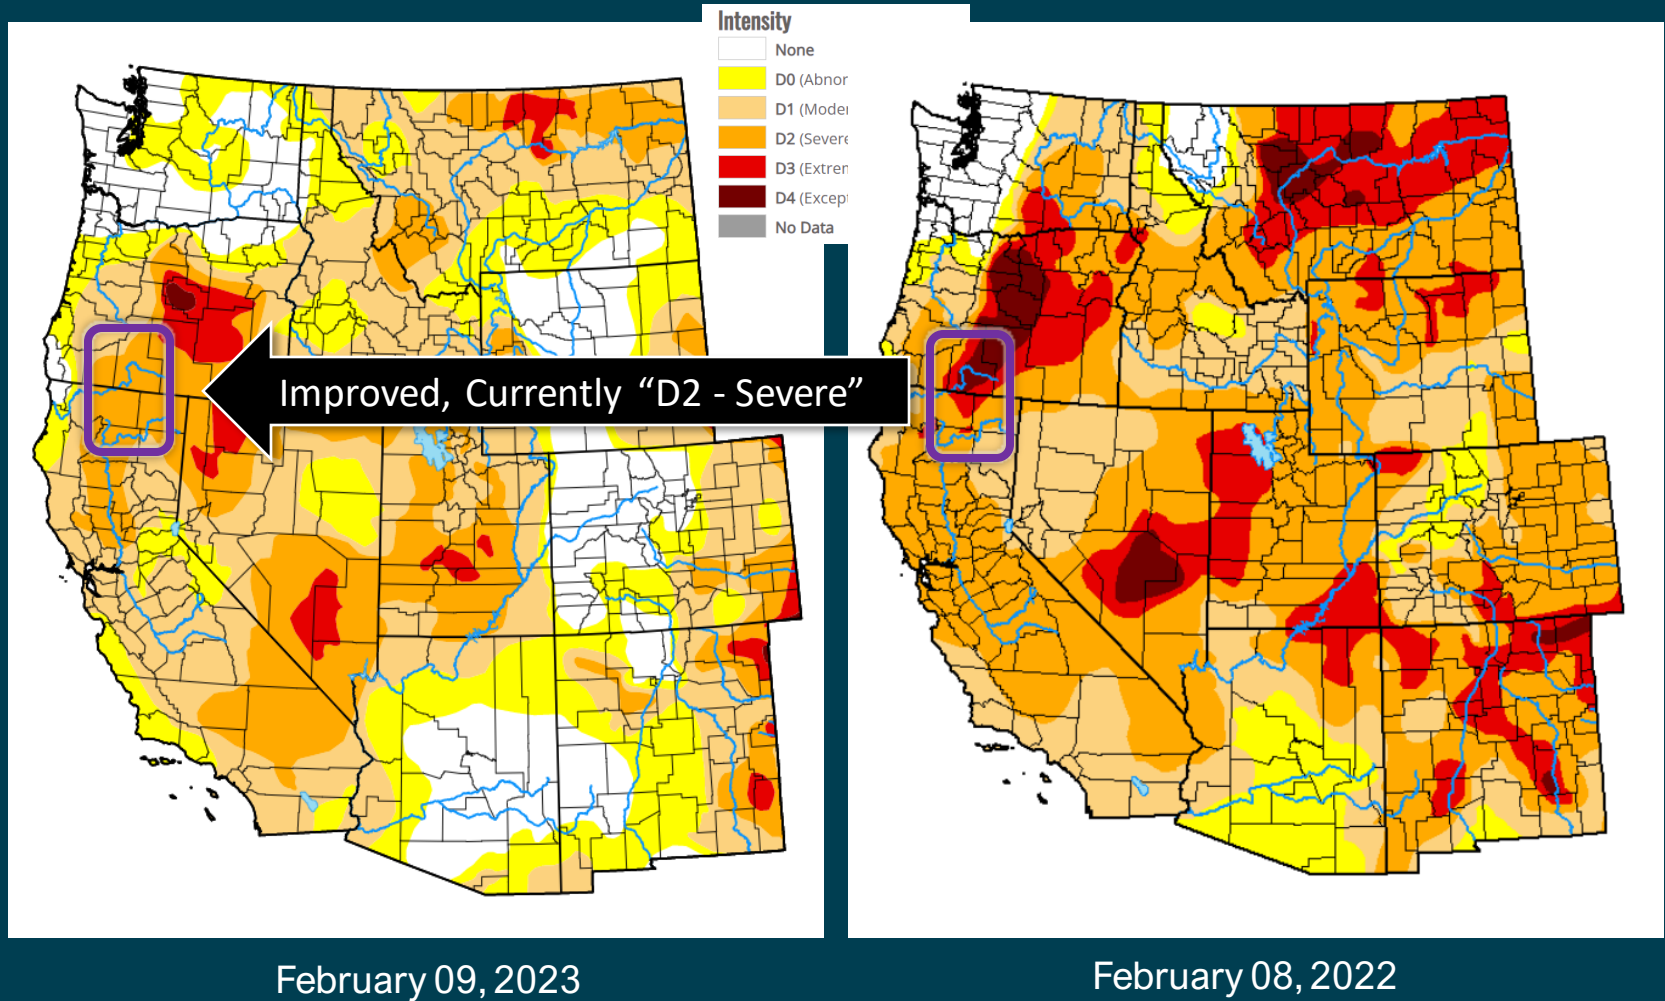 Intensity
None
D0 (Abnor
D1 (Moder
D2 (Severe
D3 (Extrem
D4 (Except
No Data
Improved, Currently “D2 - Severe”
February 09, 2023
February 08, 2022